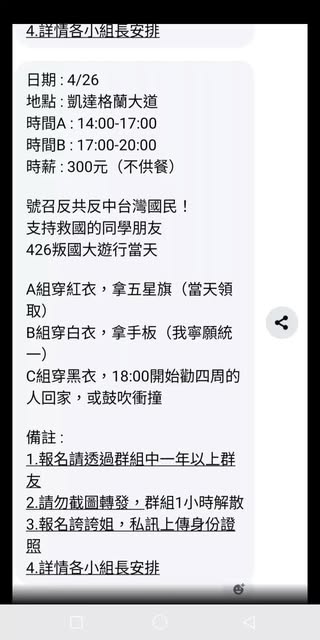 4.詳情各小組長安排
日期 : 4/26
地點 : 凱達格蘭大道
時間A : 14:00-17:00
時間B : 17:00-20:00
時薪 : 300元（不供餐）
號召反共反中台灣國民！
支持救國的同學朋友
426叛國大遊行當天
A組穿紅衣，拿五星旗（當天領
取）
B組穿白衣，拿手板（我寧願統
一）
C組穿黑衣，18:00開始勸四周的
人回家，或鼓吹衝撞
備註 :
1.報名請透過群組中一年以上群
友
2.請勿截圖轉發，群組1小時解散
3.報名誇誇姐，私訊上傳身份證
照
4.詳情各小組長安排